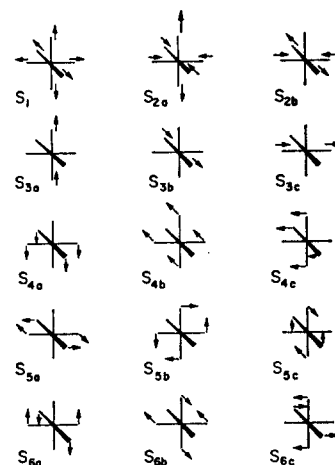 S1 S2a S2b
S3a S3b S3c
S4a S4b S4c
S5a S5b S5c
S6a S6b S6c